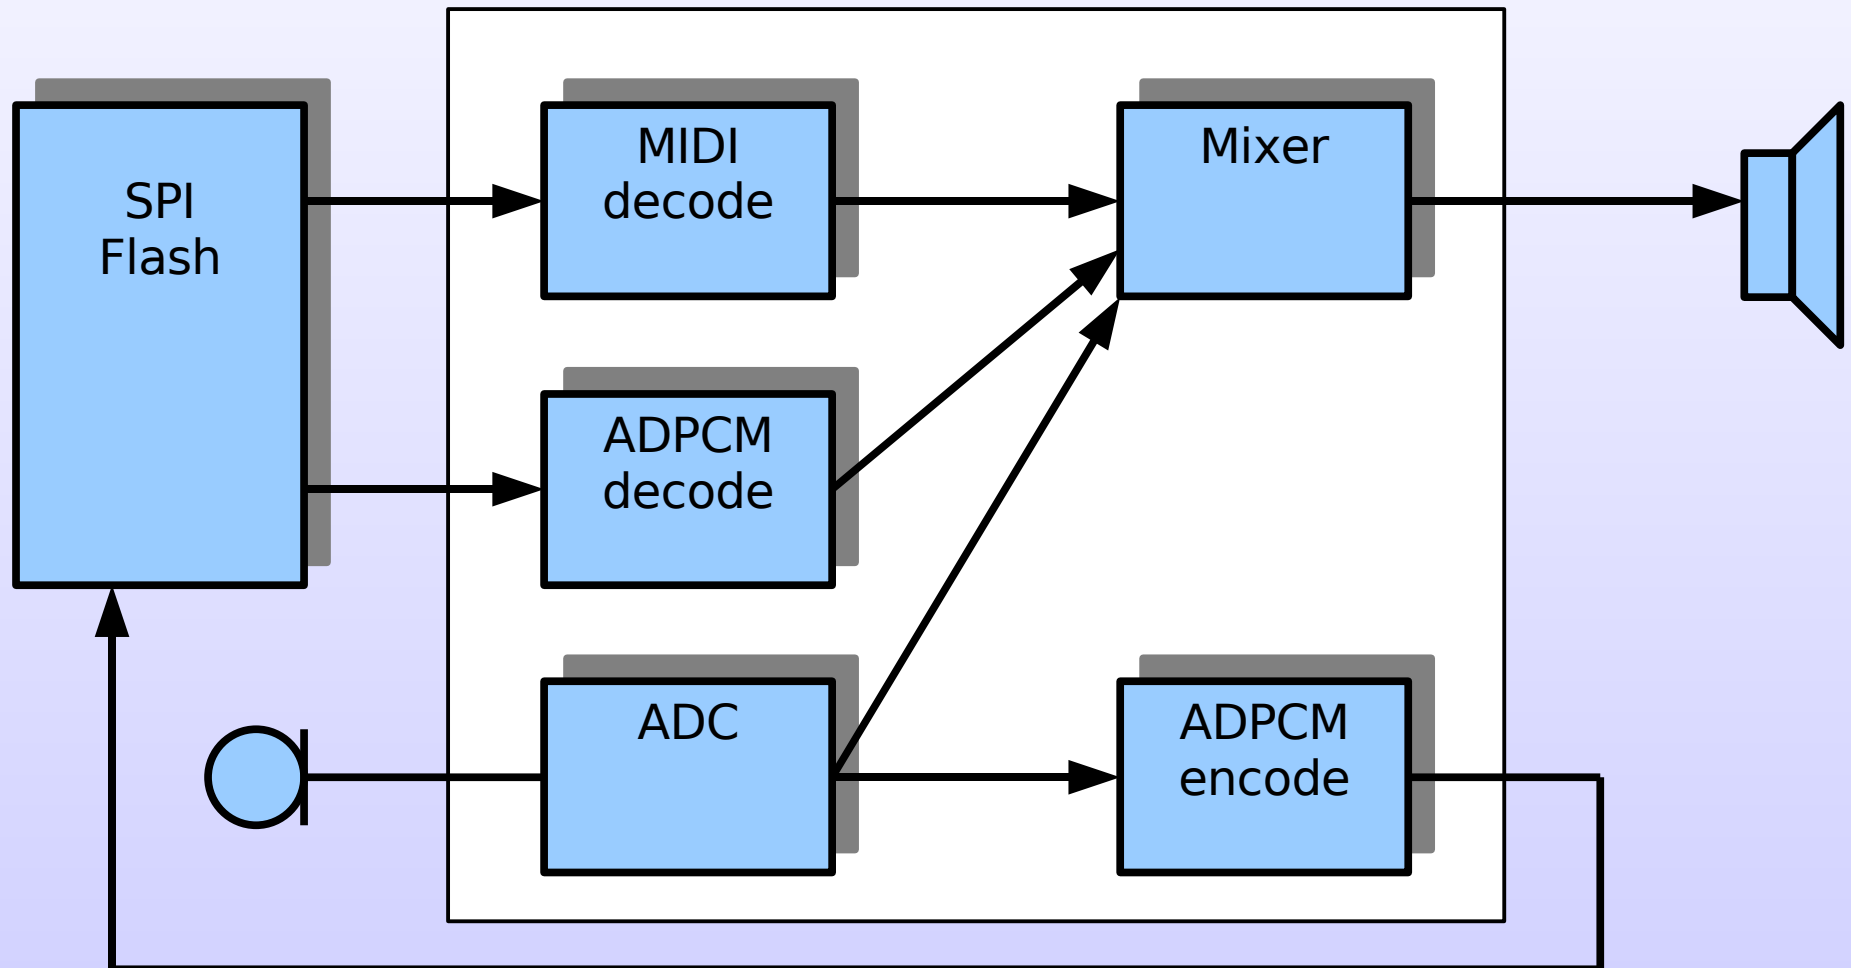 SPI
Flash
MIDI
decode
Mixer
ADPCM
decode
ADC
ADPCM
encode